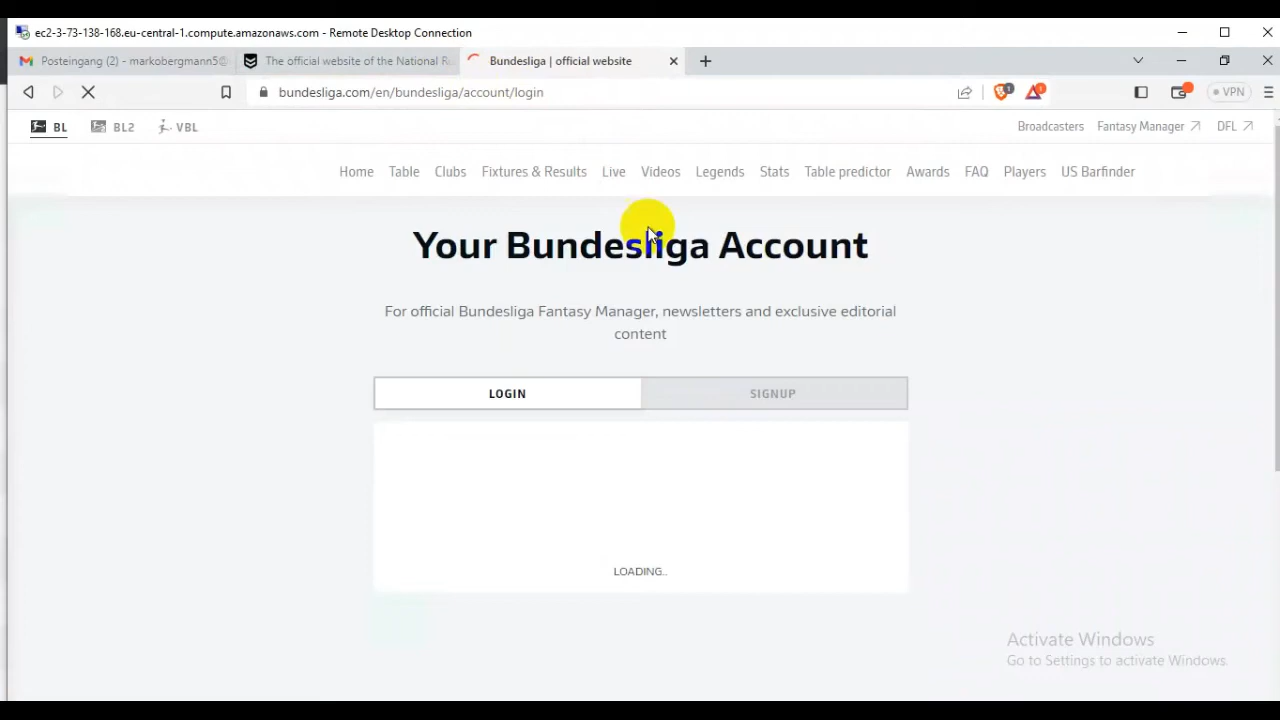 ec2-3-73-138-168.eu-central-1.compute.amazonaws.com - Remote Desktop Connection
Posteingang (2) - markobergmann5@
The official website of the National
Bundesliga | official website
bundesliga.com/en/bundesliga/account/login
1
1
VPN
BL BL2 VBL
Broadcasters Fantasy Manager DFL
Home Table Clubs Fixtures & Results Live Videos Legends Stats Table predictor Awards FAQ Players US Barfinder
Your Bundesliga Account
For official Bundesliga Fantasy Manager, newsletters and exclusive editorial
content
LOGIN SIGNUP
LOADING..
Activate Windows
Go to Settings to activate Windows.